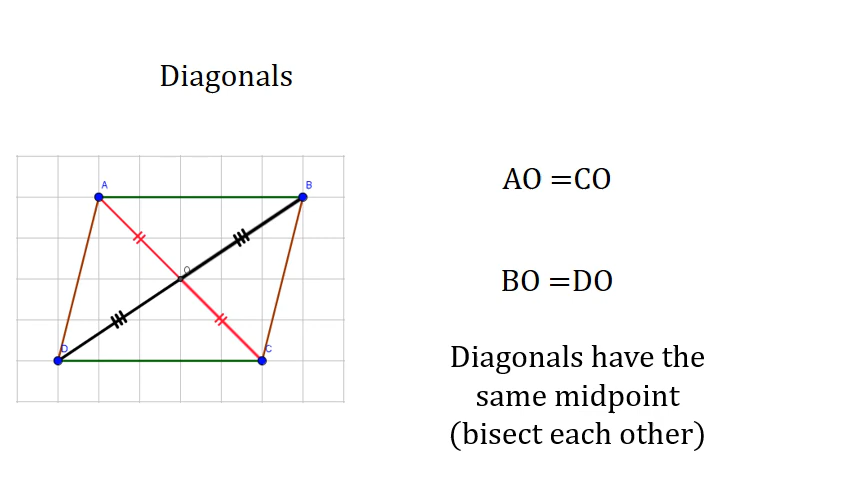 Diagonals
A
B
O
D
C
AO =CO
BO =DO
Diagonals have the
same midpoint
(bisect each other)